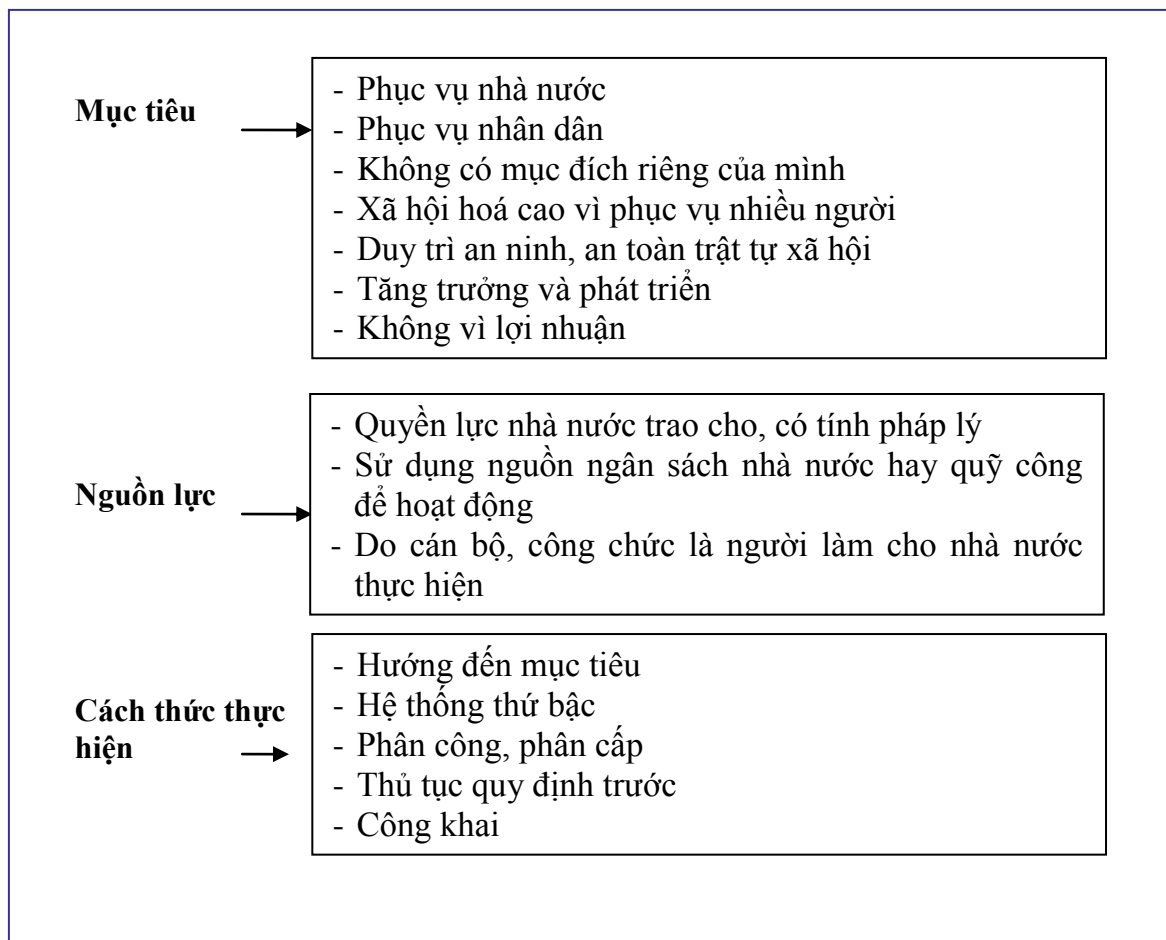 Mục tiêu
- Phục vụ nhà nước
- Phục vụ nhân dân
- Không có mục đích riêng của mình
- Xã hội hoá cao vì phục vụ nhiều người
- Duy trì an ninh, an toàn trật tự xã hội
- Tăng trưởng và phát triển
- Không vì lợi nhuận
Nguồn lực
- Quyền lực nhà nước trao cho, có tính pháp lý
- Sử dụng nguồn ngân sách nhà nước hay quỹ công
để hoạt động
- Do cán bộ, công chức là người làm cho nhà nước
thực hiện
Cách thức thực
hiện
- Hướng đến mục tiêu
- Hệ thống thứ bậc
- Phân công, phân cấp
- Thủ tục quy định trước
- Công khai